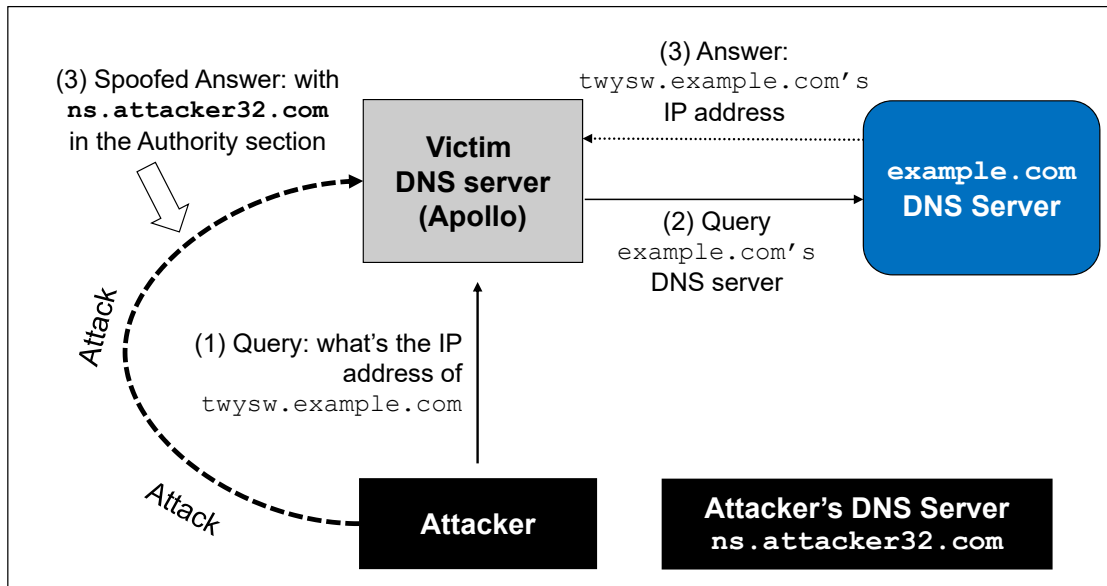 (3) Spoofed Answer: with
ns.attacker32.com
in the Authority section
(3) Answer:
twysw.example.com’s
IP address
Victim
DNS server
(Apollo)
example.com
DNS Server
(2) Query
example.com’s
DNS server
Attack
(1) Query: what’s the IP
address of
twysw.example.com
Attack
Attacker
Attacker’s DNS Server
ns.attacker32.com